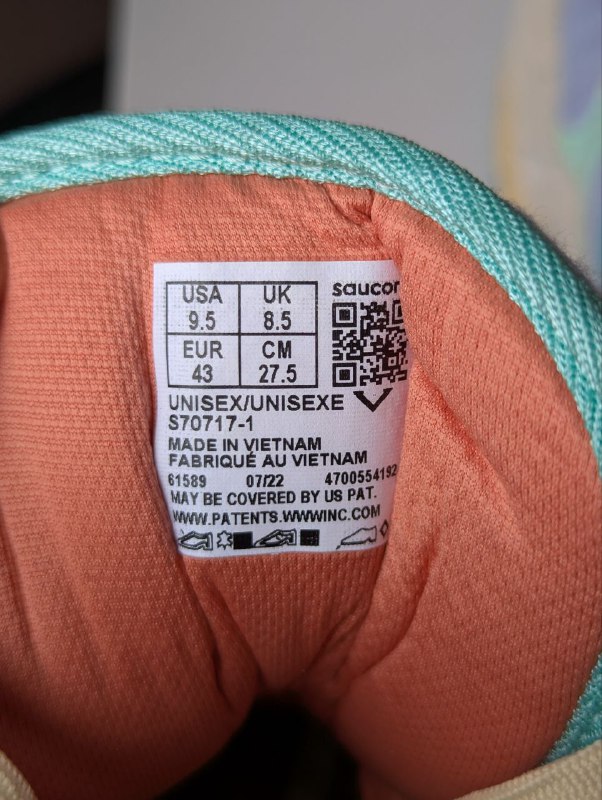 USA UK
9.5 8.5
EUR CM
43 27.5
saucon
UNISEX/UNISEXE
S70717-1
MADE IN VIETNAM
FABRIQUÉ AU VIETNAM
61589 07/22 4700554192
MAY BE COVERED BY US PAT.
WWW.PATENTS.WWWINC.COM